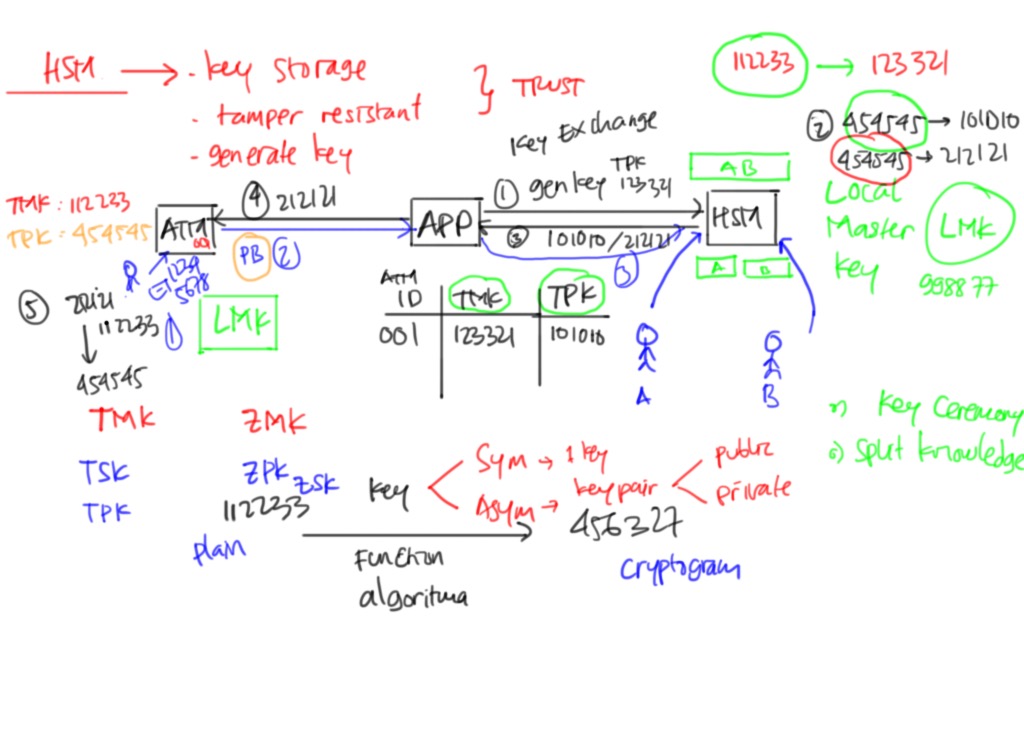 HSM → · key storage
· tamper resistant
· generate key
} TRUST
112233 → 123321
② 454545 → 101010
454545 → 212121
Key Exchange
① gen key TPK 123321
AB
TMK : 112233
TPK : 454545
ATM 001
④ 212121
APP
③ 101010/212121
HSM
Local
Master
Key
LMK
998877
PB ②
③
A B
1234
5678
①
⑤ 212121
112233
454545
LMK
ATM
ID TMK TPK
001 123321 101010
A
B
Key Ceremony
Split Knowledge
TMK ZMK
TSK ZPK ZSK
TPK
Key
Sym → 1 key
Asym → key pair
public
private
112233 456327
plain
Function
algoritma
cryptogram